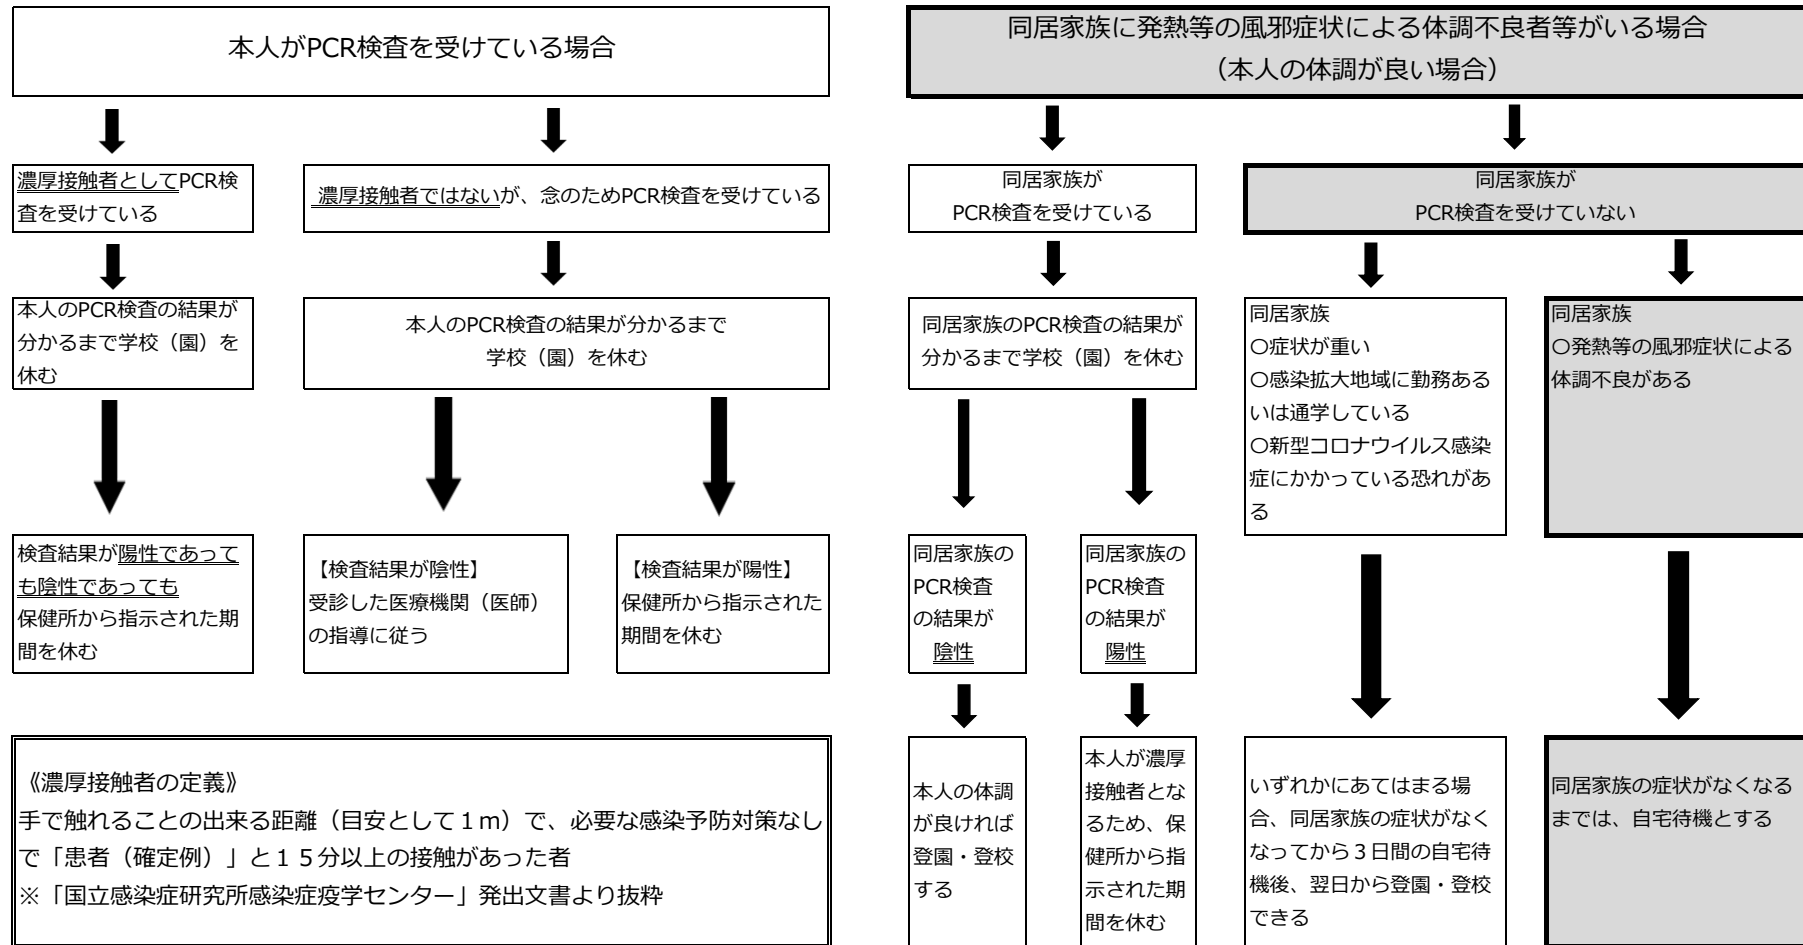 本人がPCR検査を受けている場合
濃厚接触者としてPCR検
査を受けている
濃厚接触者ではないが、念のためPCR検査を受けている
本人のPCR検査の結果が
分かるまで学校（園）を
休む
本人のPCR検査の結果が分かるまで
学校（園）を休む
検査結果が陽性であって
も陰性であっても
保健所から指示された期
間を休む
【検査結果が陰性】
受診した医療機関（医師）
の指導に従う
【検査結果が陽性】
保健所から指示された
期間を休む
《濃厚接触者の定義》
手で触れることの出来る距離（目安として１ｍ）で、必要な感染予防対策なし
で「患者（確定例）」と１５分以上の接触があった者
※「国立感染症研究所感染症疫学センター」発出文書より抜粋
同居家族に発熱等の風邪症状による体調不良者等がいる場合
（本人の体調が良い場合）
同居家族が
PCR検査を受けている
同居家族が
PCR検査を受けていない
同居家族のPCR検査の結果が
分かるまで学校（園）を休む
同居家族
〇症状が重い
〇感染拡大地域に勤務ある
いは通学している
〇新型コロナウイルス感染
症にかかっている恐れがあ
る
同居家族
〇発熱等の風邪症状による
体調不良がある
同居家族の
PCR検査
の結果が
陰性
同居家族の
PCR検査
の結果が
陽性
本人の体調
が良ければ
登園・登校
する
本人が濃厚
接触者とな
るため、保
健所から指
示された期
間を休む
いずれかにあてはまる場
合、同居家族の症状がなく
なってから３日間の自宅待
機後、翌日から登園・登校
できる
同居家族の症状がなくなる
までは、自宅待機とする